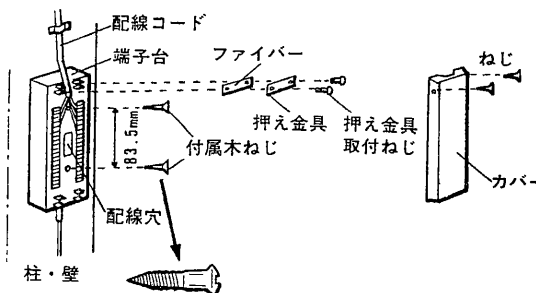 配線コード
端子台
ファイバー
ねじ
押え金具
押え金具
取付ねじ
83.5mm
付属木ねじ
カバー
配線穴
柱・壁